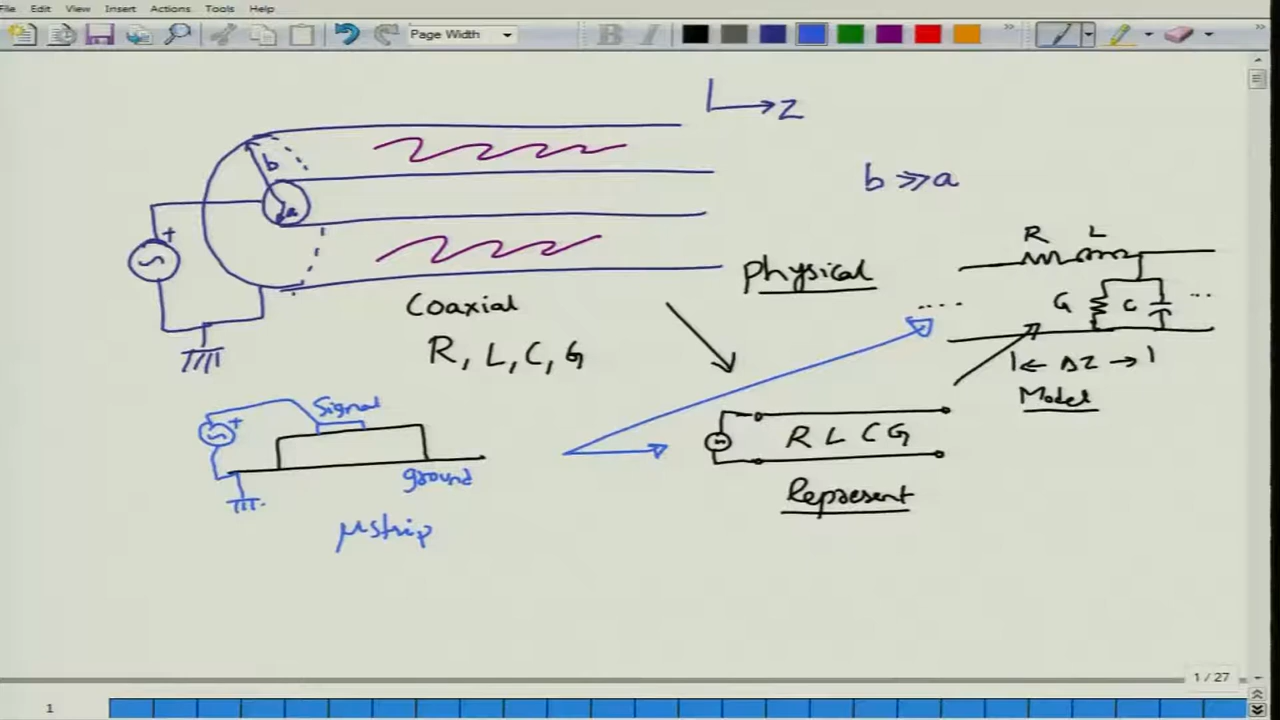 File Edit View Insert Actions Tools Help
Page Width
B I
Z
b
b >> a
a
+
R L
Physical
G C ...
....
Coaxial
R, L, C, G
|← ΔZ →|
Model
Signal
+
R L C G
ground
Represent
μstrip
1 / 27
1